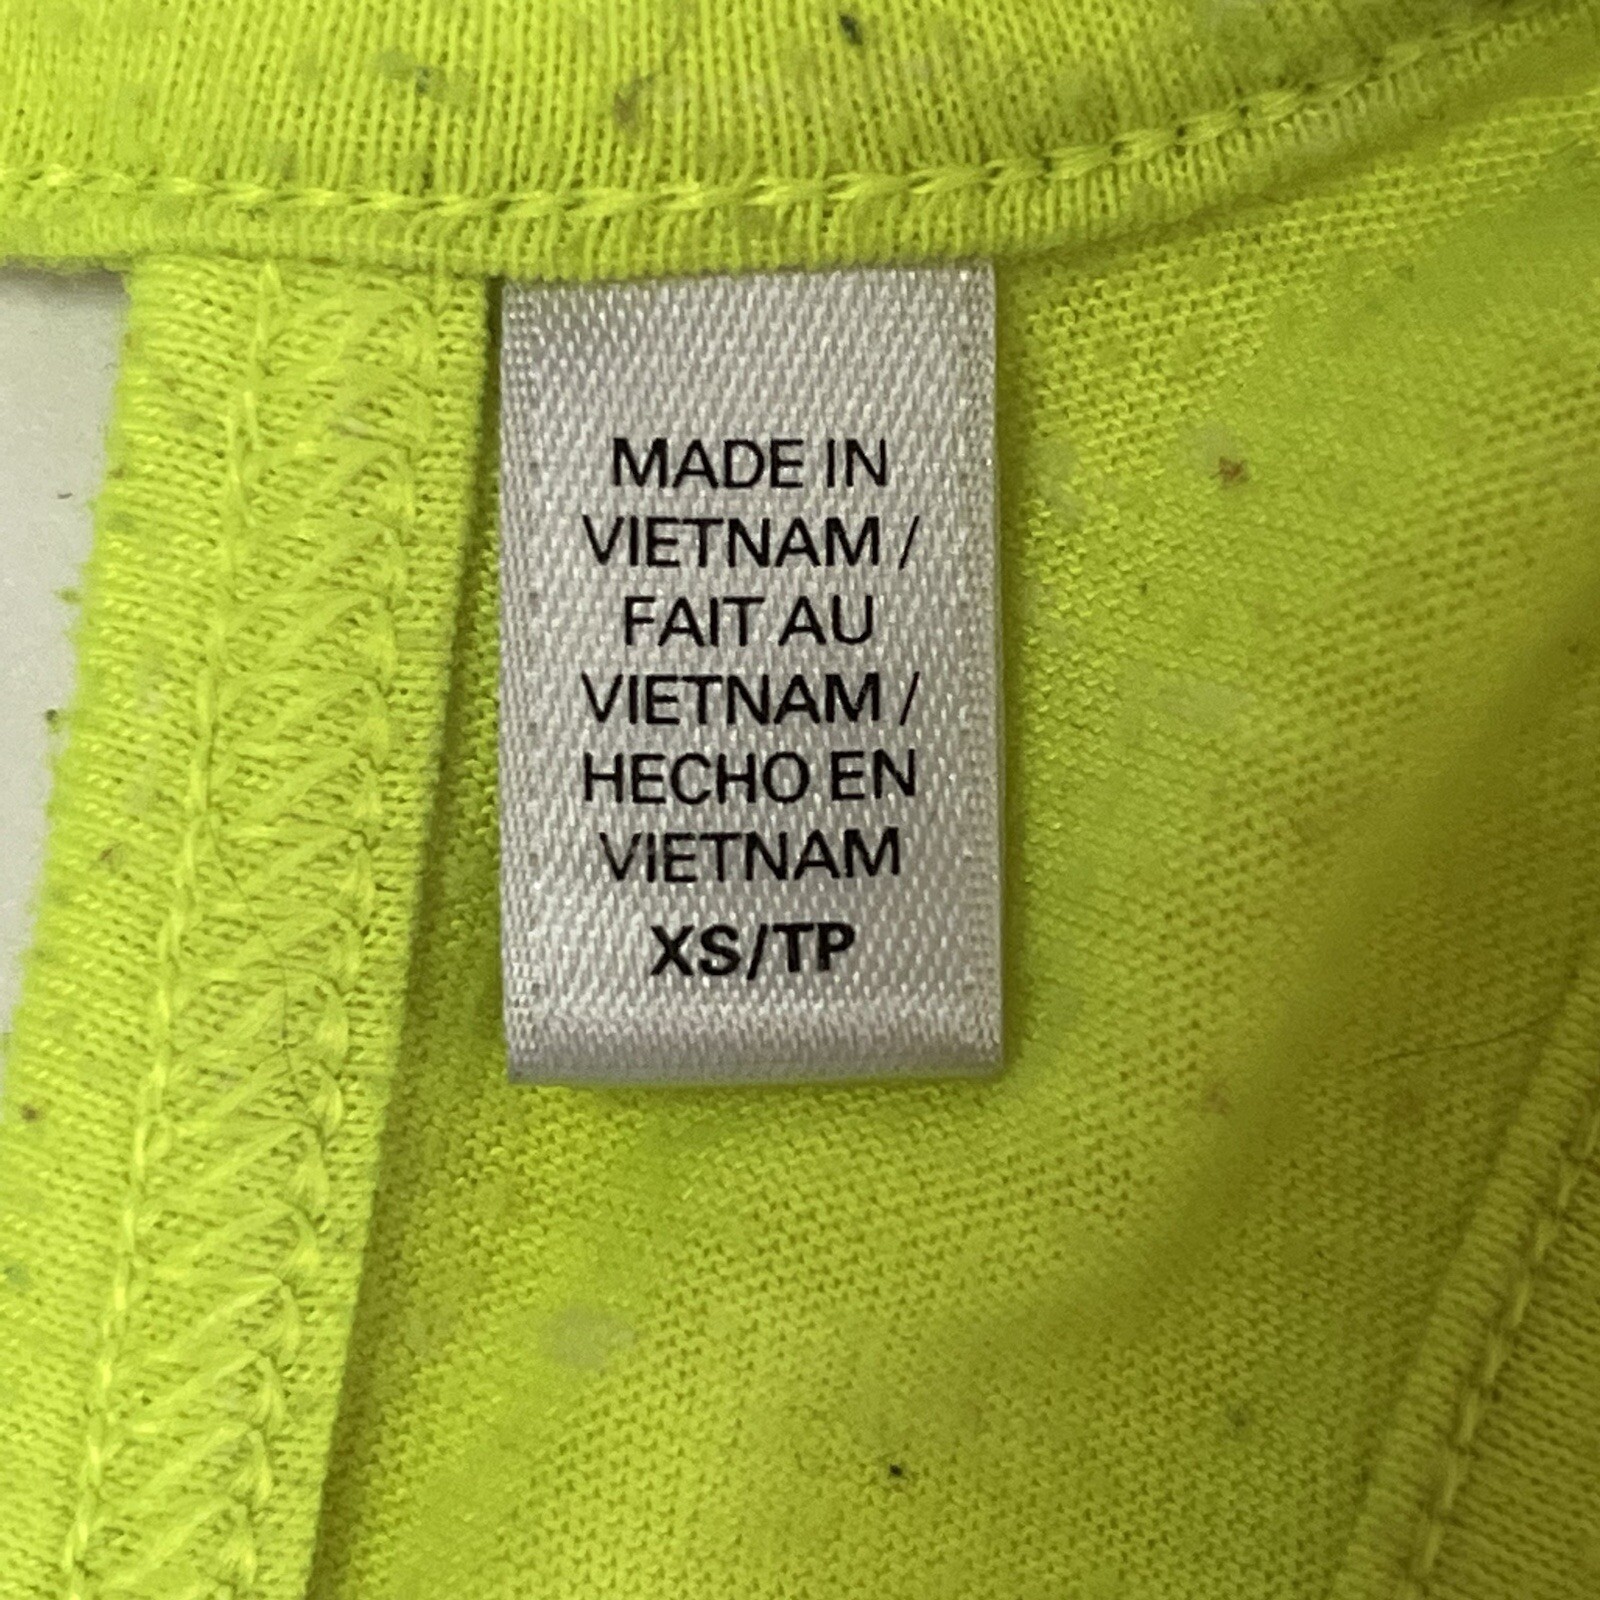 MADE IN
VIETNAM /
FAIT AU
VIETNAM /
HECHO EN
VIETNAM
XS/TP